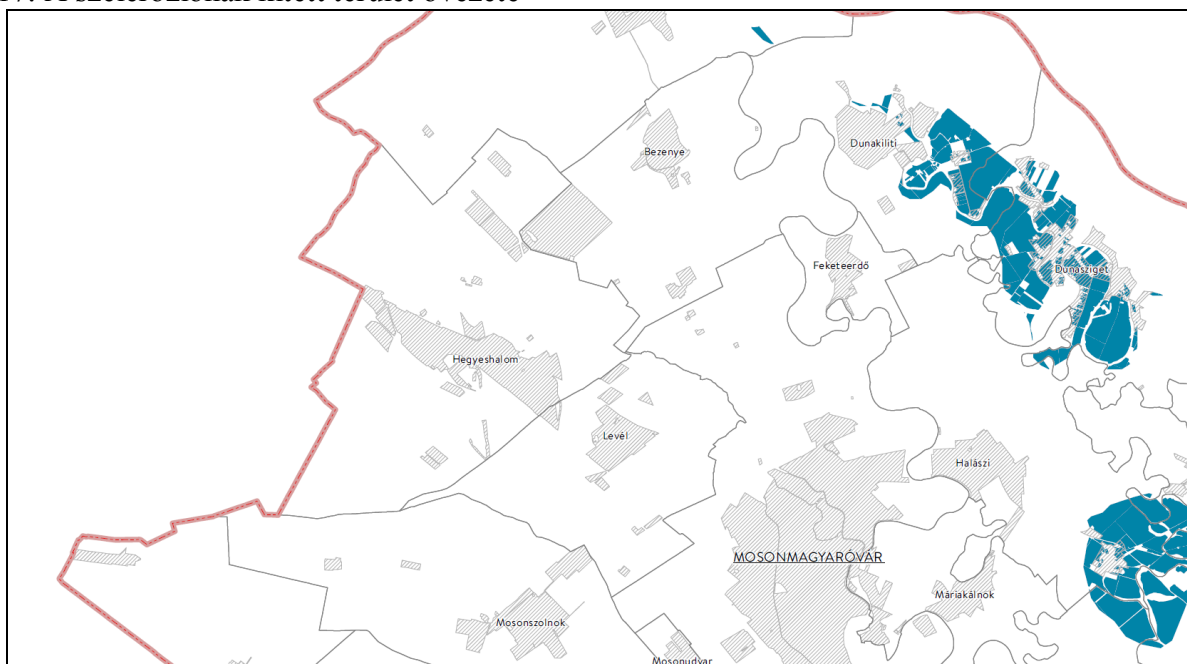 Dunakiliti
Bezenye
Feketeerdő
Dunasziget
Hegyeshalom
Levél
Halászi
MOSONMAGYARÓVÁR
Máriakálnok
Mosonszolnok
Mosonudvar